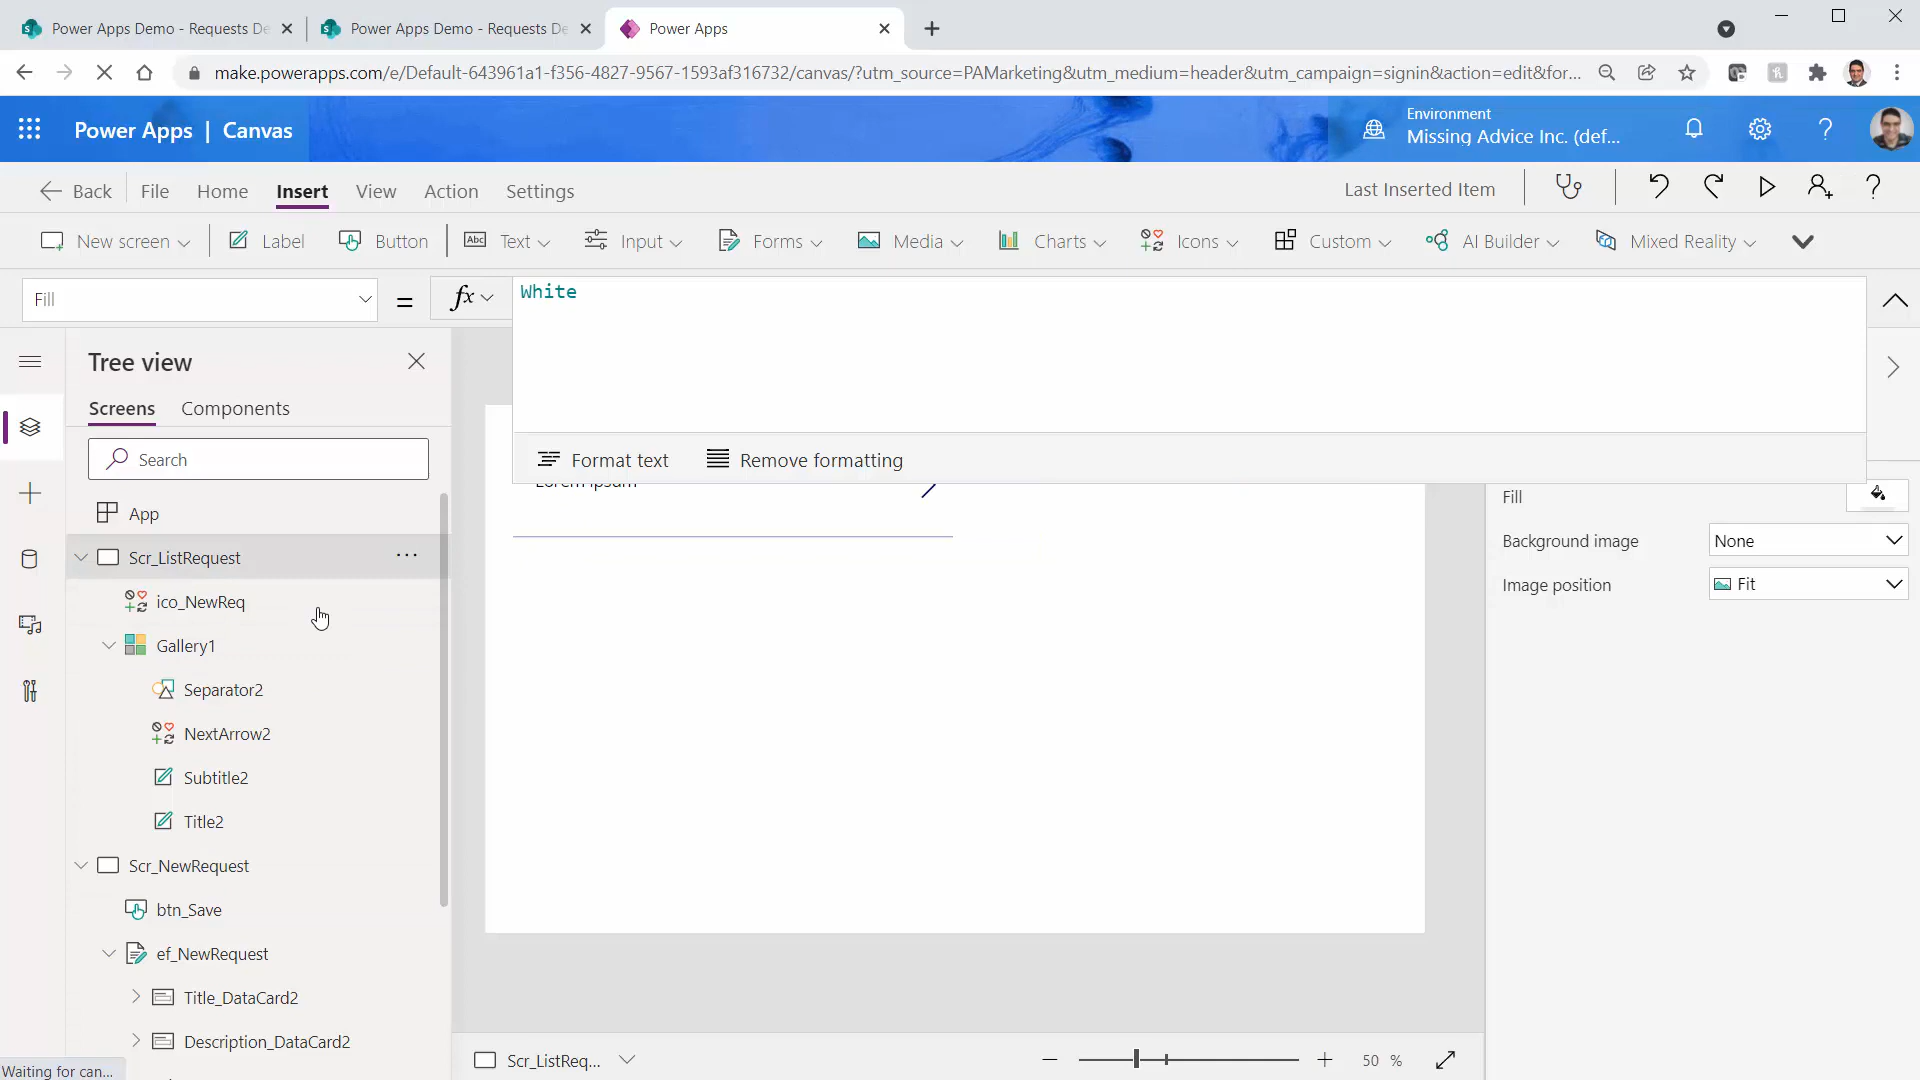 Power Apps Demo - Requests De
Power Apps Demo - Requests De
Power Apps
make.powerapps.com/e/Default-643961a1-f356-4827-9567-1593af316732/canvas/?utm_source=PAMarketing&utm_medium=header&utm_campaign=signin&action=edit&for...
Power Apps | Canvas
Environment
Missing Advice Inc. (def...
Back File Home Insert View Action Settings
Last Inserted Item
New screen Label Button Text Input Forms Media Charts Icons Custom AI Builder Mixed Reality
Fill = fx White
Format text Remove formatting
Tree view
Screens Components
Search
App
Scr_ListRequest
ico_NewReq
Gallery1
Separator2
NextArrow2
Subtitle2
Title2
Scr_NewRequest
btn_Save
ef_NewRequest
Title_DataCard2
Description_DataCard2
Lorem ipsum
Fill
Background image None
Image position Fit
Waiting for can...
Scr_ListReq...
50 %